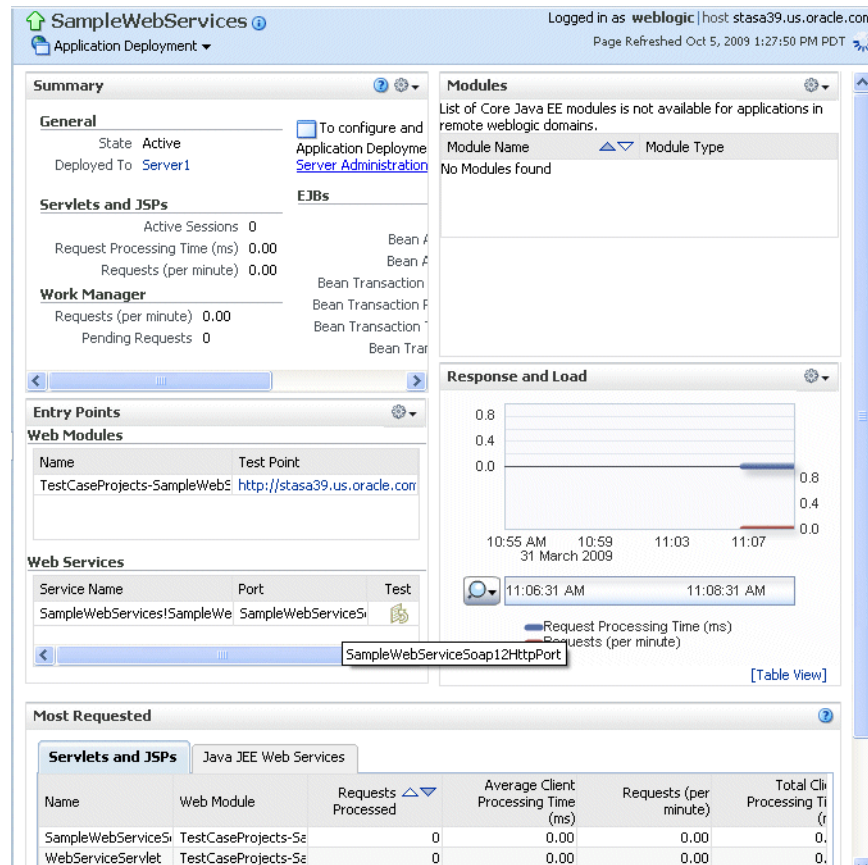 SampleWebServices
Logged in as weblogic|host stasa39.us.oracle.com
Application Deployment
Page Refreshed Oct 5, 2009 1:27:50 PM PDT
Summary
General
State Active
Deployed To Server1
To configure and
Application Deployme
Server Administration
Servlets and JSPs
Active Sessions 0
Request Processing Time (ms) 0.00
Requests (per minute) 0.00
Work Manager
Requests (per minute) 0.00
Pending Requests 0
EJBs
Bean A
Bean A
Bean Transaction
Bean Transaction R
Bean Transaction T
Bean Tran
Modules
List of Core Java EE modules is not available for applications in
remote weblogic domains.
Module Name Module Type
No Modules found
Entry Points
Web Modules
Name Test Point
TestCaseProjects-SampleWebS http://stasa39.us.oracle.com
Web Services
Service Name Port Test
SampleWebServices!SampleWe SampleWebServiceS
SampleWebServiceSoap12HttpPort
Response and Load
0.8
0.4
0.0
0.8
0.4
0.0
10:55 AM 10:59 11:03 11:07
31 March 2009
11:06:31 AM 11:08:31 AM
Request Processing Time (ms)
Requests (per minute)
[Table View]
Most Requested
Servlets and JSPs Java JEE Web Services
Name Web Module Requests Processed Average Client Processing Time (ms) Requests (per minute) Total Clie Processing Ti
SampleWebServiceS TestCaseProjects-Sa 0 0.00 0.00 0.
WebServiceServlet TestCaseProjects-Sa 0 0.00 0.00 0.